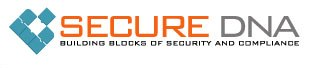 SECURE DNA
BUILDING BLOCKS OF SECURITY AND COMPLIANCE